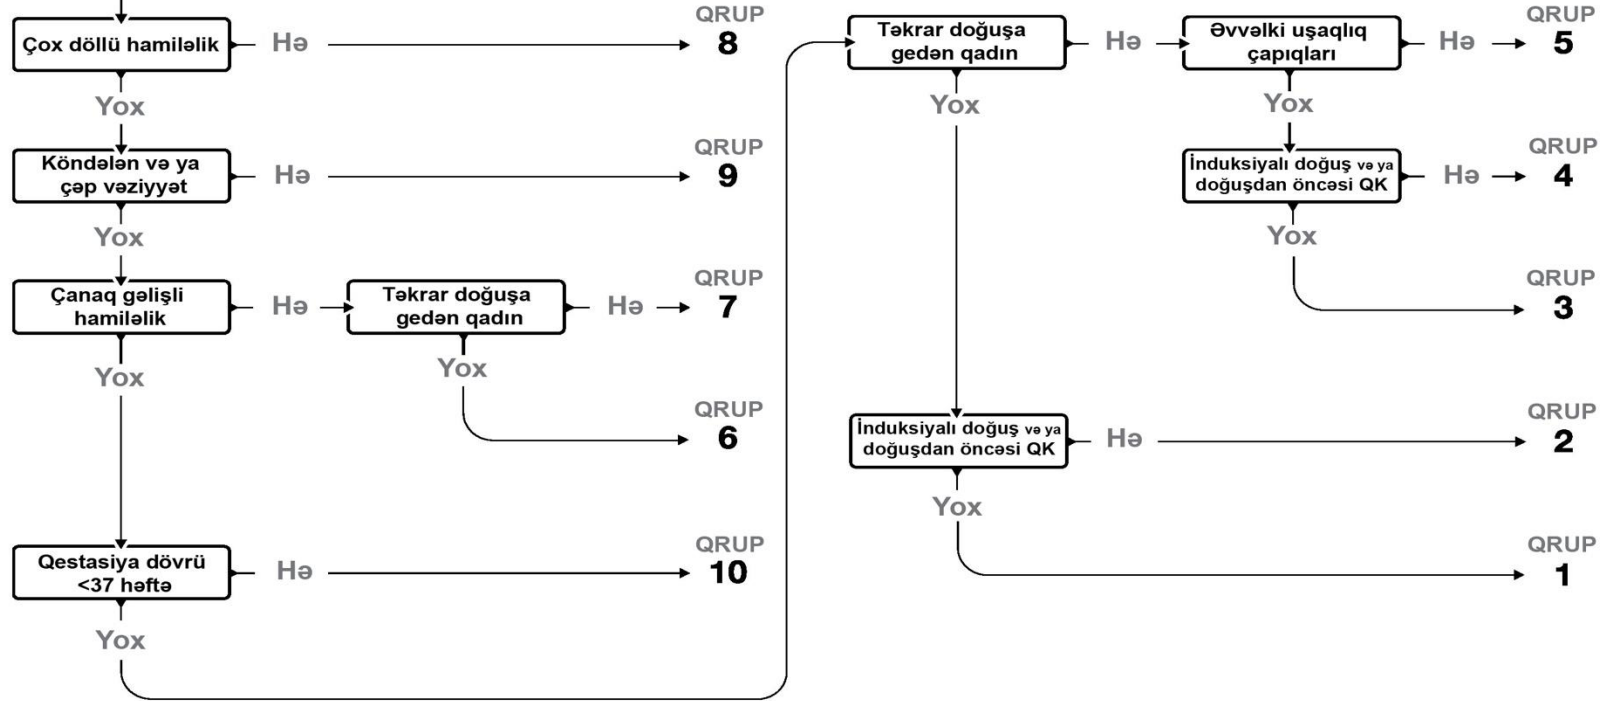 Çox döllü hamiləlik
Hə
QRUP
8
Yox
Köndələn və ya
çəp vəziyyət
Hə
QRUP
9
Yox
Çanaq gəlişli
hamiləlik
Hə
Təkrar doğuşa
gedən qadın
Hə
QRUP
7
Yox
Yox
QRUP
6
Qestasiya dövrü
<37 həftə
Hə
QRUP
10
Yox
Təkrar doğuşa
gedən qadın
Hə
Əvvəlki uşaqlıq
çapıqları
Hə
QRUP
5
Yox
Yox
İnduksiyalı doğuş və ya
doğuşdan öncəsi QK
Hə
QRUP
4
Yox
QRUP
3
İnduksiyalı doğuş və ya
doğuşdan öncəsi QK
Hə
QRUP
2
Yox
QRUP
1